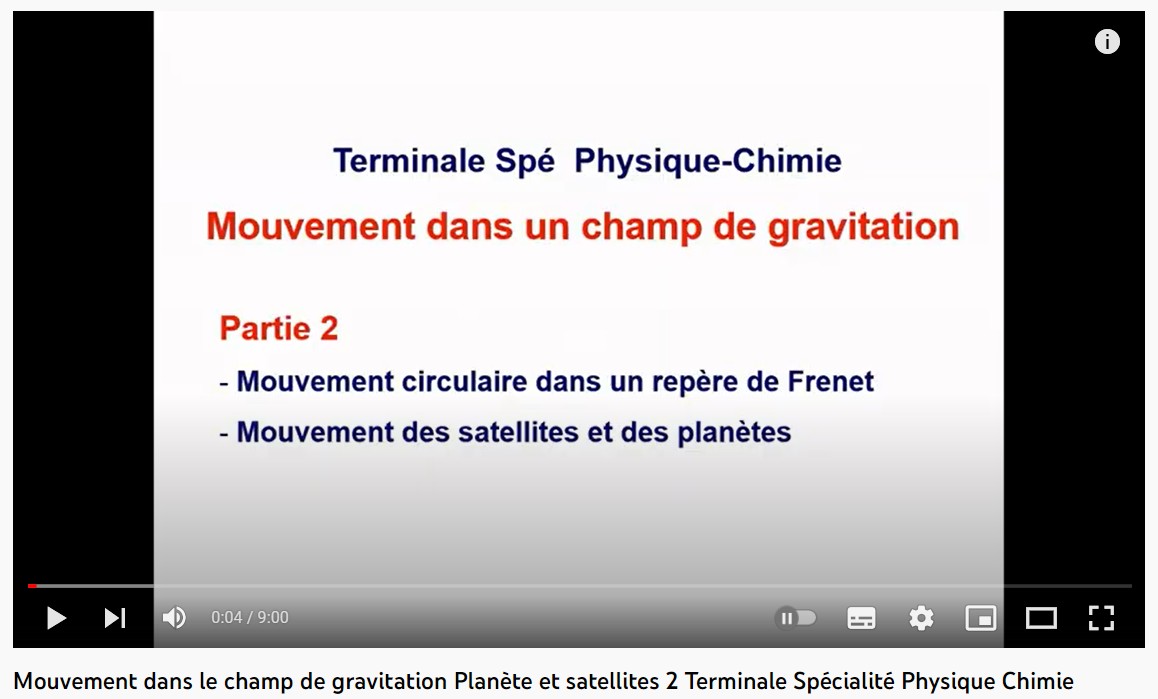 Terminale Spé Physique-Chimie
Mouvement dans un champ de gravitation
Partie 2
- Mouvement circulaire dans un repère de Frenet
- Mouvement des satellites et des planètes
0:04 / 9:00
Mouvement dans le champ de gravitation Planète et satellites 2 Terminale Spécialité Physique Chimie